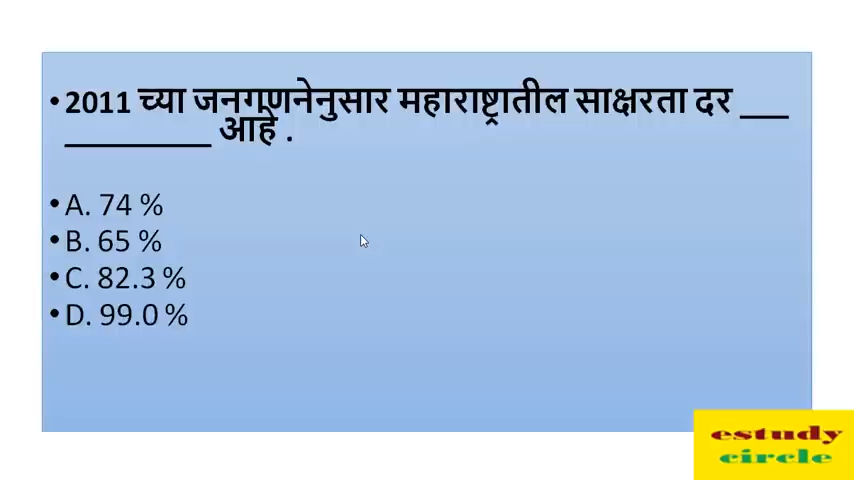 • 2011 च्या जनगणनेनुसार महाराष्ट्रातील साक्षरता दर ___
_________ आहे .
• A. 74 %
• B. 65 %
• C. 82.3 %
• D. 99.0 %
estudy
circle